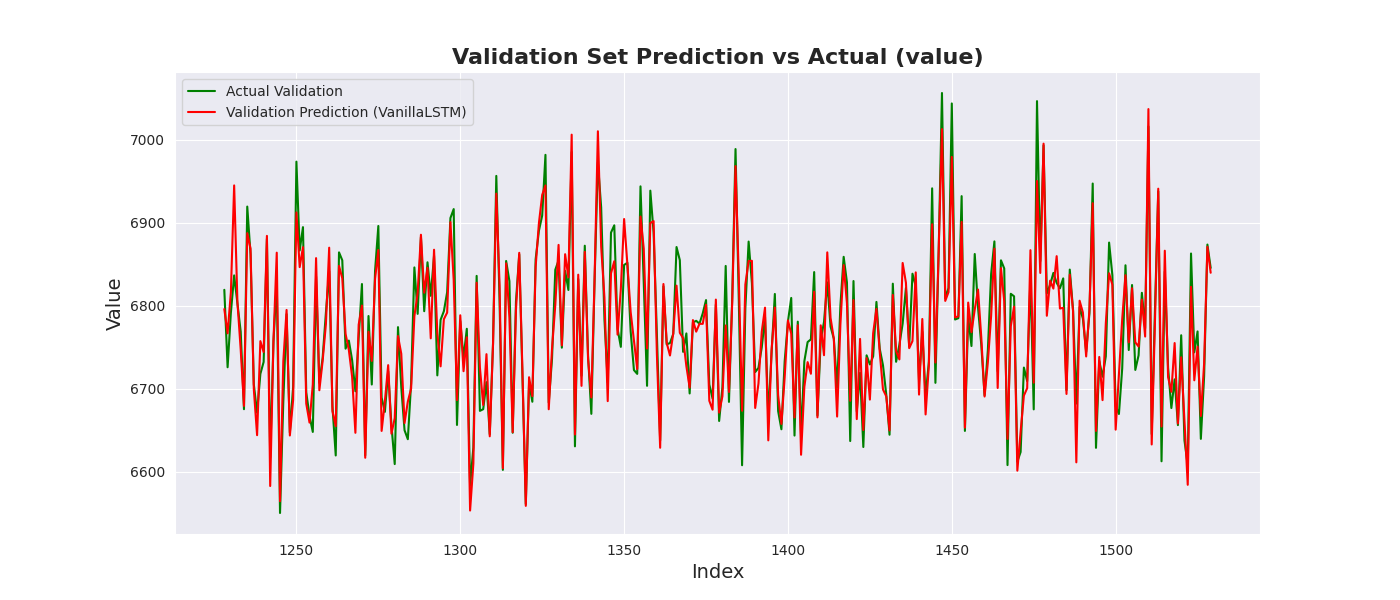 Validation Set Prediction vs Actual (value)
Actual Validation
Validation Prediction (VanillaLSTM)
Value
7000
6900
6800
6700
6600
1250 1300 1350 1400 1450 1500
Index